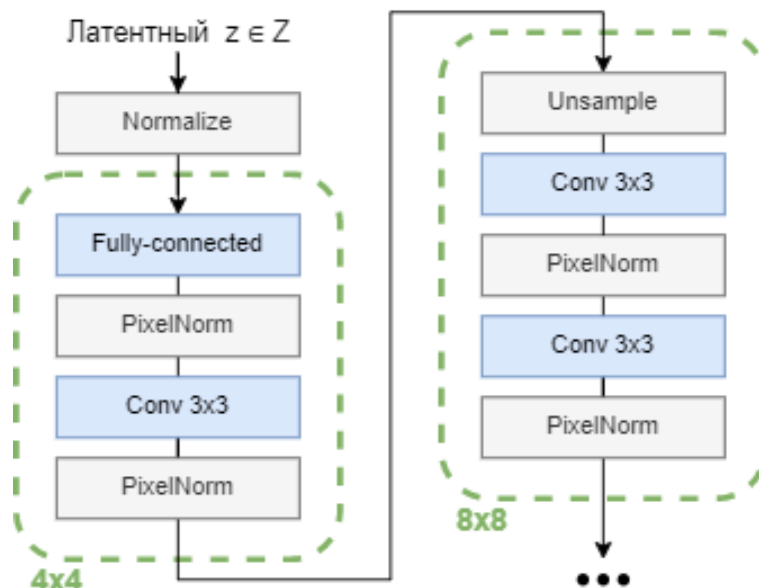 Латентный z ∈ Z
Normalize
Fully-connected
PixelNorm
Conv 3x3
PixelNorm
4x4
Unsample
Conv 3x3
PixelNorm
Conv 3x3
PixelNorm
8x8
•••